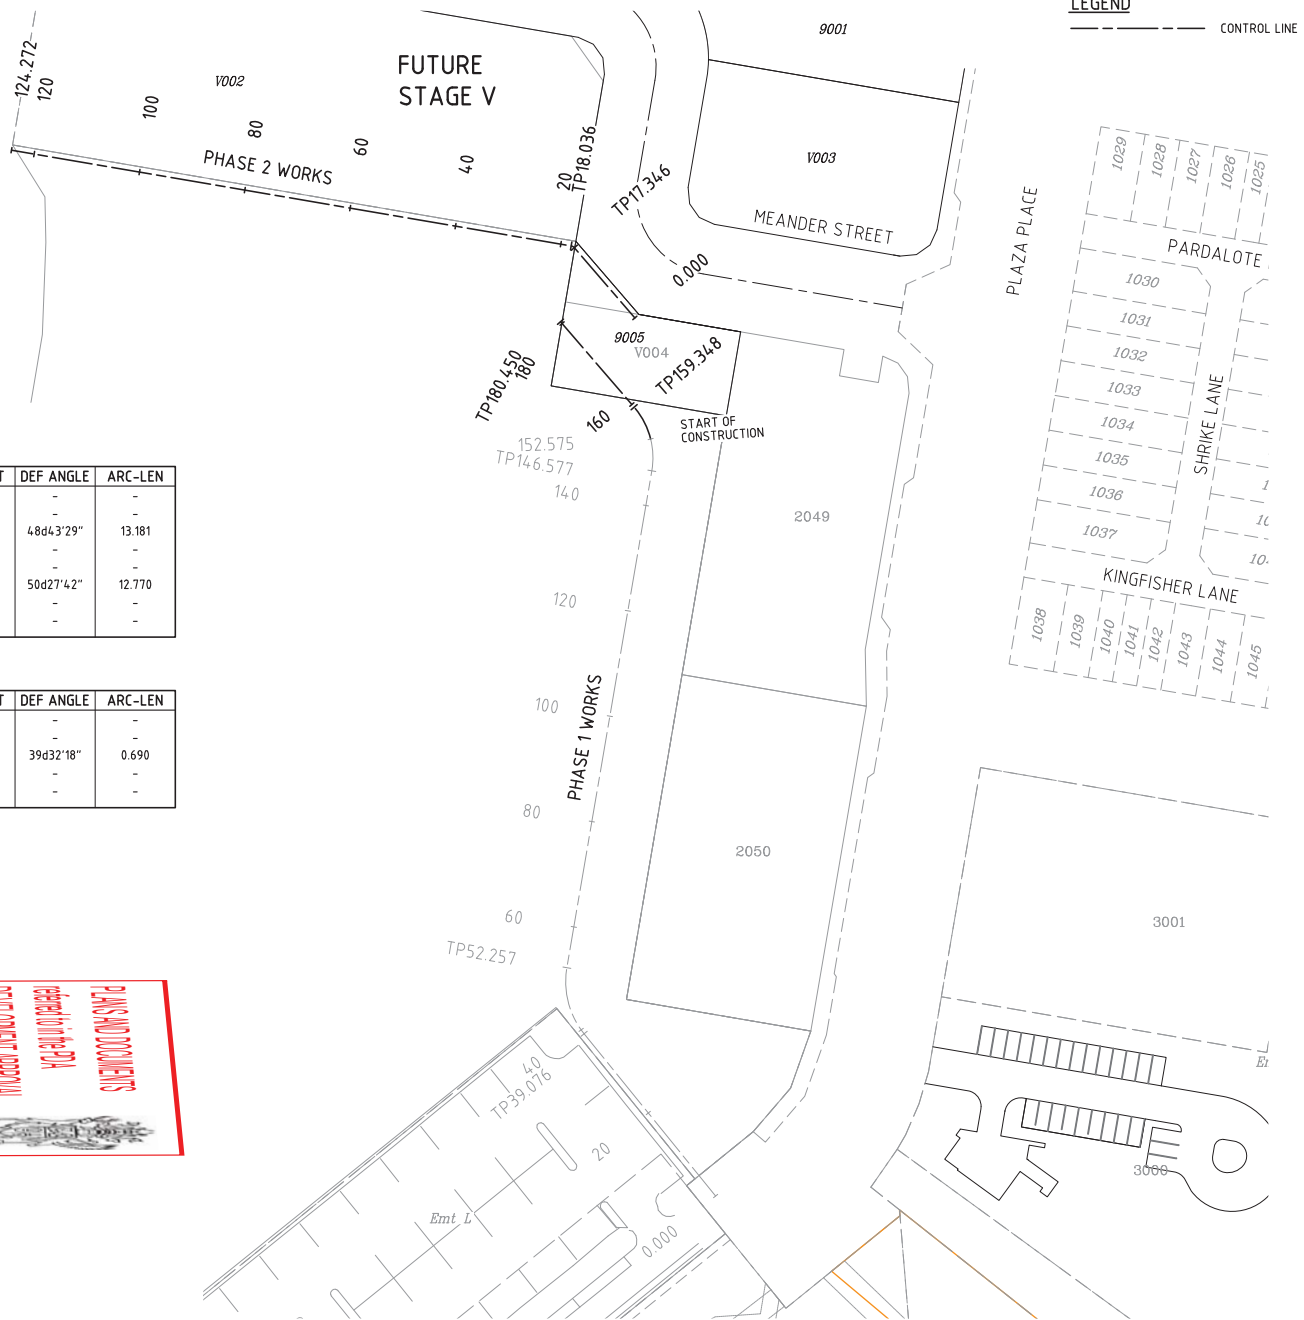 LEGEND
CONTROL LINE
9001
FUTURE
STAGE V
V002
124.272
120
100
80
60
40
20
TP18.036
PHASE 2 WORKS
TP17.346
0.000
V003
MEANDER STREET
PLAZA PLACE
1029
1028
1027
1026
1025
PARDALOTE
1030
1031
1032
1033
1034
1035
1036
1037
SHRIKE LANE
KINGFISHER LANE
1038
1039
1040
1041
1042
1043
1044
1045
9005
V004
TP159.348
TP180.450
180
160
START OF
CONSTRUCTION
152.575
TP146.577
140
120
100
80
60
TP52.257
PHASE 1 WORKS
2049
2050
3001
3000
T DEF ANGLE ARC-LEN
- -
- -
48d43'29" 13.181
- -
- -
50d27'42" 12.770
- -
- -
T DEF ANGLE ARC-LEN
- -
- -
39d32'18" 0.690
- -
- -
PLANS AND DOCUMENTS
referred to in the PDA
DEVELOPMENT APPROVAL
40
TP39.076
20
0.000
Emt L